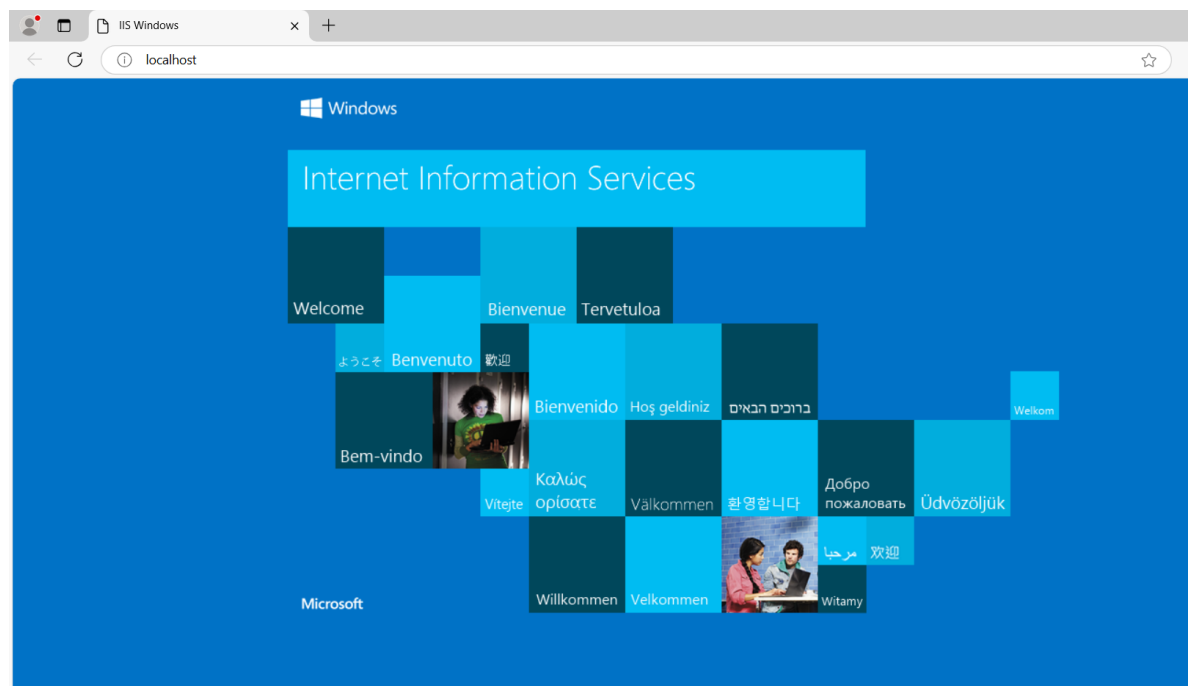 IIS Windows
localhost
Windows
Internet Information Services
Welcome
Bienvenue
Tervetuloa
ようこそ
Benvenuto
歡迎
Bienvenido
Hoş geldiniz
ברוכים הבאים
Welkom
Bem-vindo
Vítejte
Καλώς
ορίσατε
Välkommen
환영합니다
Добро
пожаловать
Üdvözöljük
مرحبا
欢迎
Willkommen
Velkommen
Witamy
Microsoft